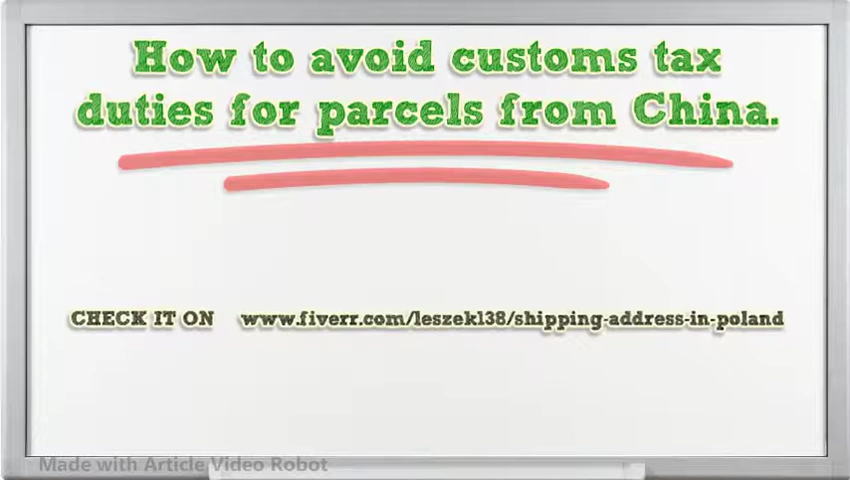 How to avoid customs tax
duties for parcels from China.
CHECK IT ON www.fiverr.com/leszek138/shipping-address-in-poland
Made with Article Video Robot